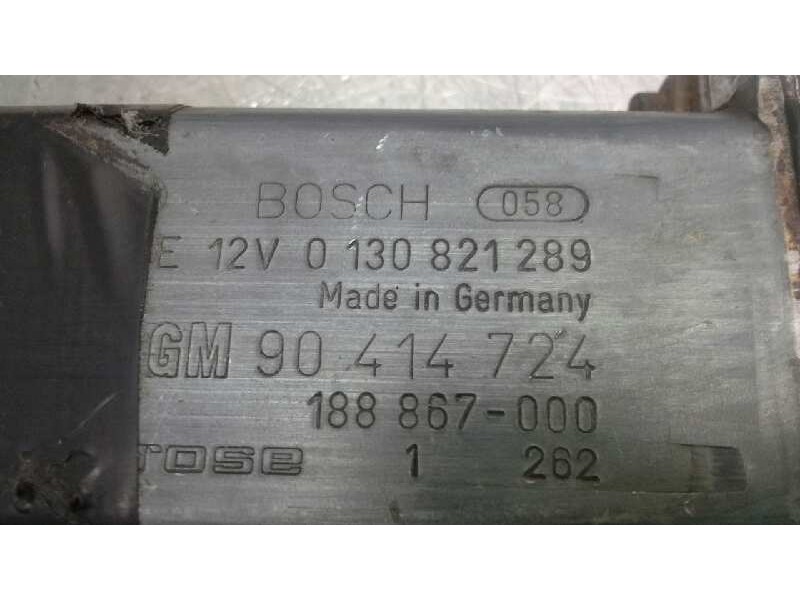 BOSCH 058
E 12V 0 130 821 289
Made in Germany
GM 90 414 724
188 867-000
rose 1 262